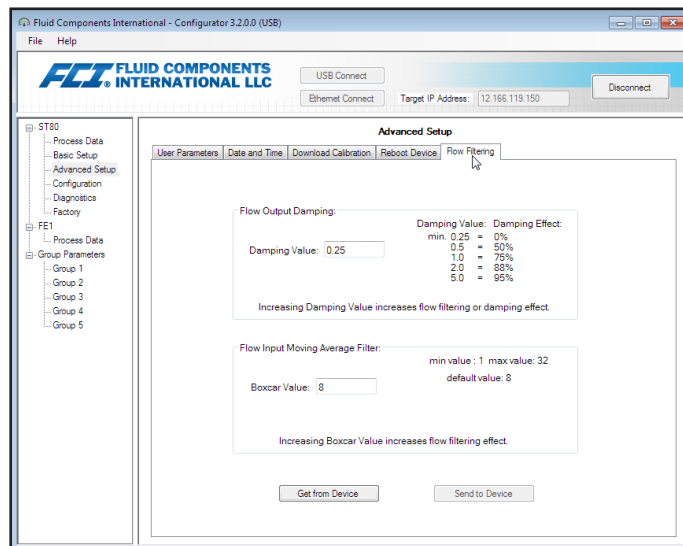 Fluid Components International - Configurator 3.2.0.0 (USB)
File Help
FCI. FLUID COMPONENTS
INTERNATIONAL LLC
USB Connect
Ethernet Connect
Target IP Address: 12.166.119.150
Disconnect
ST80
Process Data
Basic Setup
Advanced Setup
Configuration
Diagnostics
Factory
FE1
Process Data
Group Parameters
Group 1
Group 2
Group 3
Group 4
Group 5
Advanced Setup
User Parameters Date and Time Download Calibration Reboot Device Flow Filtering
Flow Output Damping:
Damping Value: 0.25
Damping Value: Damping Effect:
min. 0.25 = 0%
0.5 = 50%
1.0 = 75%
2.0 = 88%
5.0 = 95%
Increasing Damping Value increases flow filtering or damping effect.
Flow Input Moving Average Filter:
min value : 1 max value: 32
default value: 8
Boxcar Value: 8
Increasing Boxcar Value increases flow filtering effect.
Get from Device
Send to Device